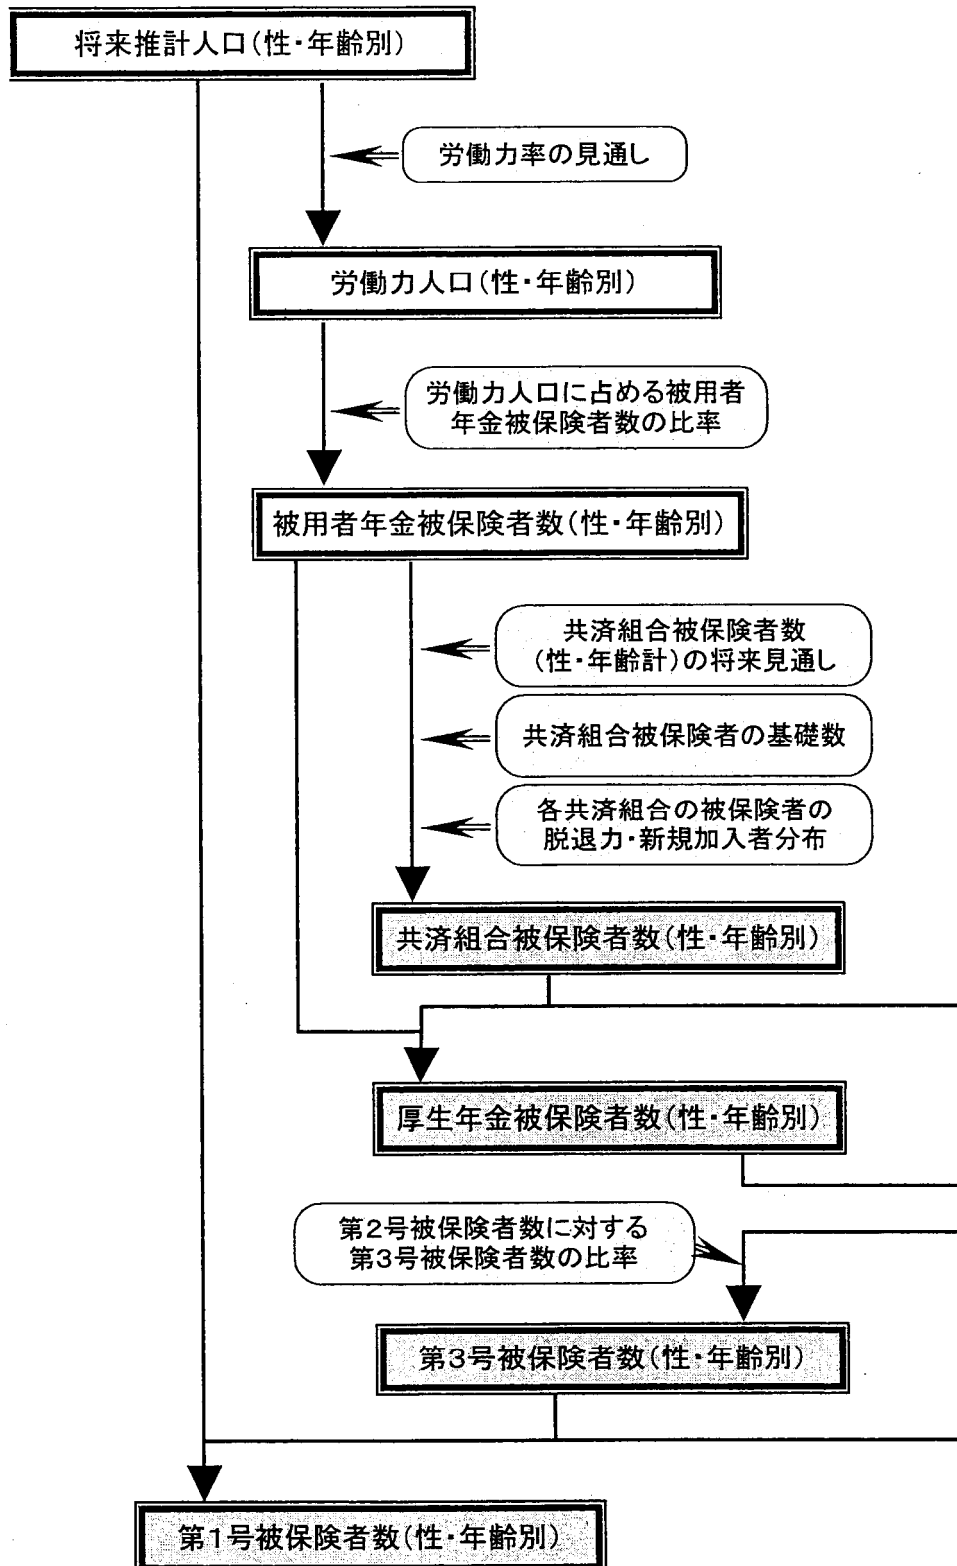 将来推計人口(性・年齢別)
労働力率の見通し
労働力人口(性・年齢別)
労働力人口に占める被用者
年金被保険者数の比率
被用者年金被保険者数(性・年齢別)
共済組合被保険者数
(性・年齢計)の将来見通し
共済組合被保険者の基礎数
各共済組合の被保険者の
脱退力・新規加入者分布
共済組合被保険者数(性・年齢別)
厚生年金被保険者数(性・年齢別)
第2号被保険者数に対する
第3号被保険者数の比率
第3号被保険者数(性・年齢別)
第1号被保険者数(性・年齢別)